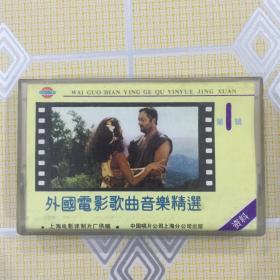 WAI GUO DIAN YING GE QU YINYUE JING XUAN
第1辑
外國電影歌曲音樂精選
• 上海电影译制片厂供稿 • 中国唱片公司上海分公司出版
资料